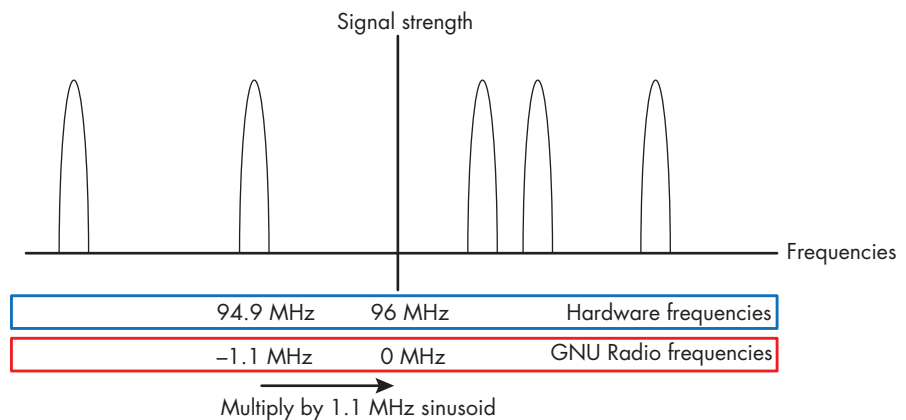 Signal strength
Frequencies
94.9 MHz 96 MHz Hardware frequencies
–1.1 MHz 0 MHz GNU Radio frequencies
Multiply by 1.1 MHz sinusoid